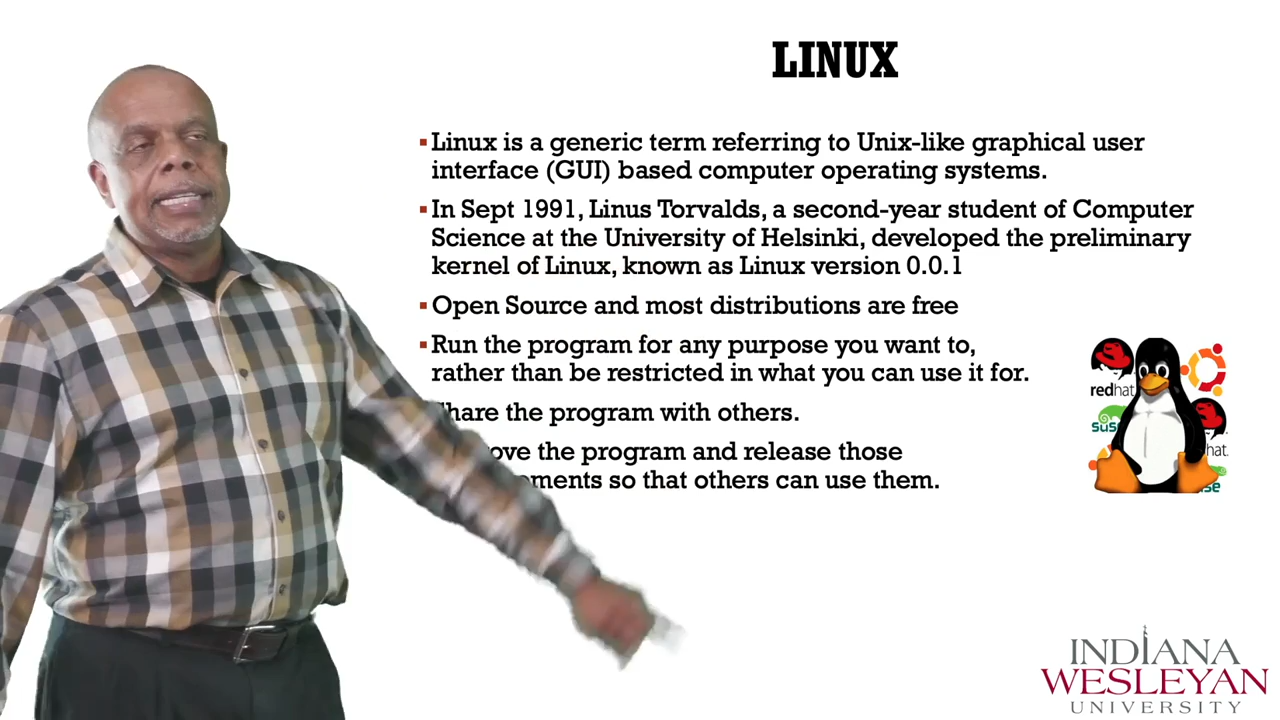 LINUX
Linux is a generic term referring to Unix-like graphical user
interface (GUI) based computer operating systems.
In Sept 1991, Linus Torvalds, a second-year student of Computer
Science at the University of Helsinki, developed the preliminary
kernel of Linux, known as Linux version 0.0.1
Open Source and most distributions are free
Run the program for any purpose you want to,
rather than be restricted in what you can use it for.
the program with others.
the program and release those
so that others can use them.
redhat
INDIANA
WESLEYAN
UNIVERSITY